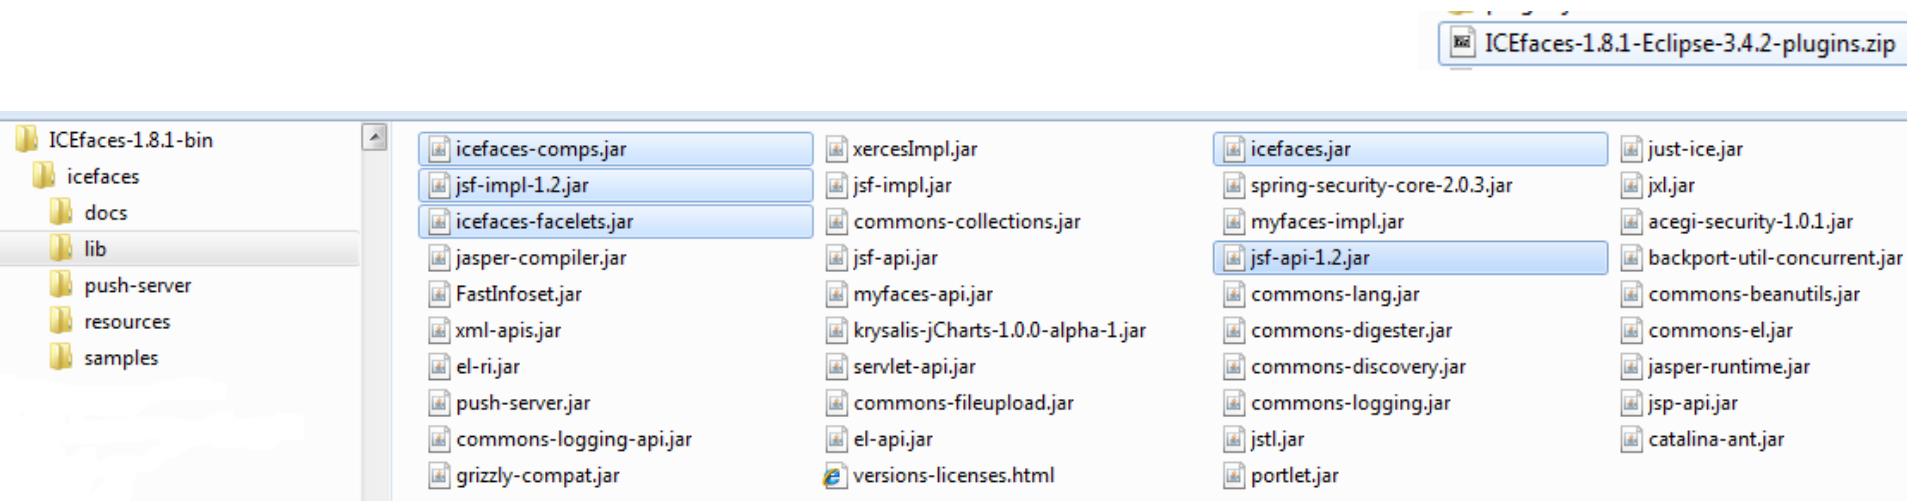 ICEfaces-1.8.1-Eclipse-3.4.2-plugins.zip
ICEfaces-1.8.1-bin
icefaces
docs
lib
push-server
resources
samples
icefaces-comps.jar
jsf-impl-1.2.jar
icefaces-facelets.jar
jasper-compiler.jar
FastInfoset.jar
xml-apis.jar
el-ri.jar
push-server.jar
commons-logging-api.jar
grizzly-compat.jar
xercesImpl.jar
jsf-impl.jar
commons-collections.jar
jsf-api.jar
myfaces-api.jar
krysalis-jCharts-1.0.0-alpha-1.jar
servlet-api.jar
commons-fileupload.jar
el-api.jar
versions-licenses.html
icefaces.jar
spring-security-core-2.0.3.jar
myfaces-impl.jar
jsf-api-1.2.jar
commons-lang.jar
commons-digester.jar
commons-discovery.jar
commons-logging.jar
jstl.jar
portlet.jar
just-ice.jar
jxl.jar
acegi-security-1.0.1.jar
backport-util-concurrent.jar
commons-beanutils.jar
commons-el.jar
jasper-runtime.jar
jsp-api.jar
catalina-ant.jar